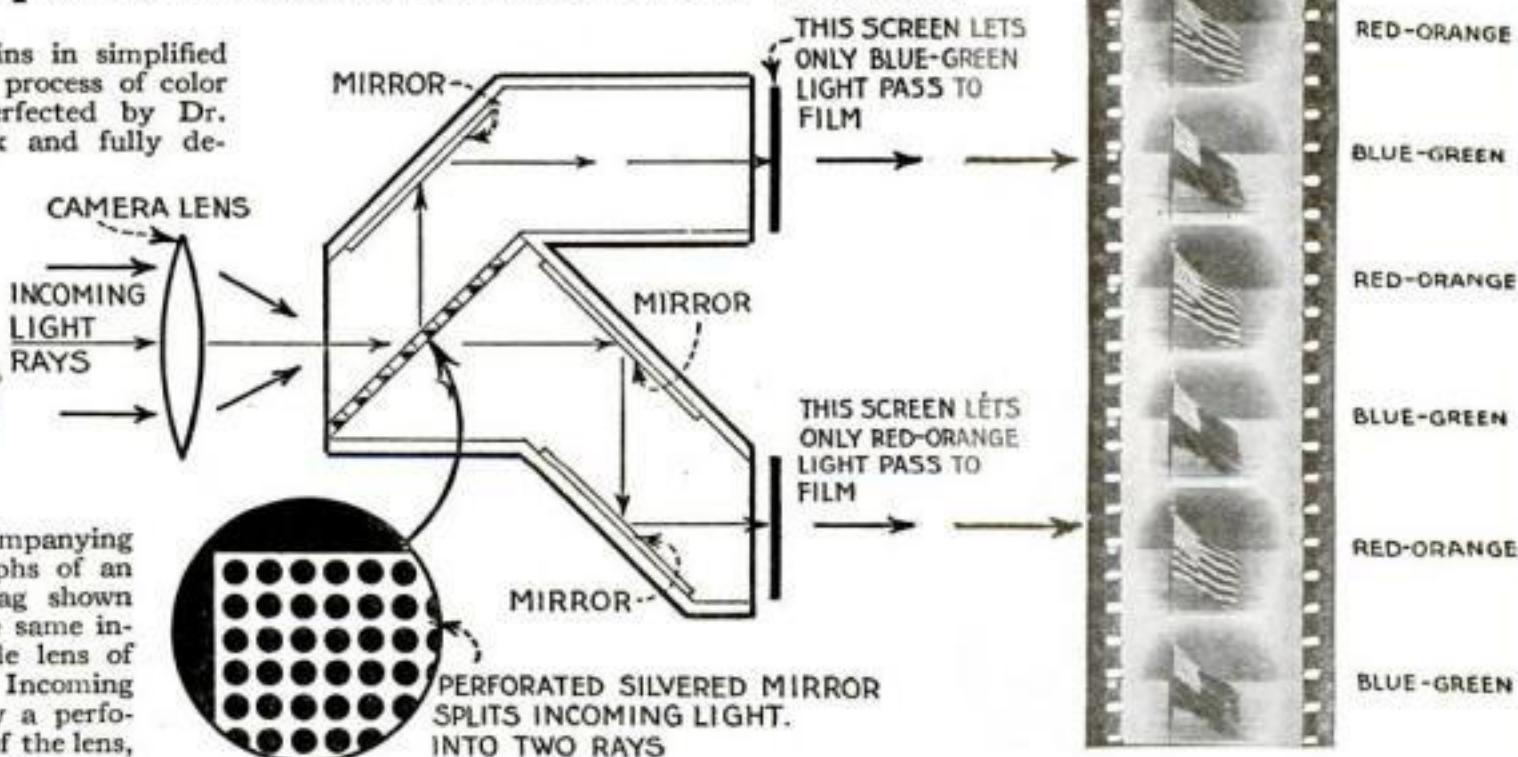 ins in simplified
process of color
erfected by Dr.
and fully de-
MIRROR
THIS SCREEN LETS
ONLY BLUE-GREEN
LIGHT PASS TO
FILM
CAMERA LENS
INCOMING
LIGHT
RAYS
MIRROR
THIS SCREEN LETS
ONLY RED-ORANGE
LIGHT PASS TO
FILM
mpanying
phs of an
ag shown
e same in-
le lens of
Incoming
y a perfo-
f the lens,
MIRROR
PERFORATED SILVERED MIRROR
SPLITS INCOMING LIGHT.
INTO TWO RAYS
RED-ORANGE
BLUE-GREEN
RED-ORANGE
BLUE-GREEN
RED-ORANGE
BLUE-GREEN